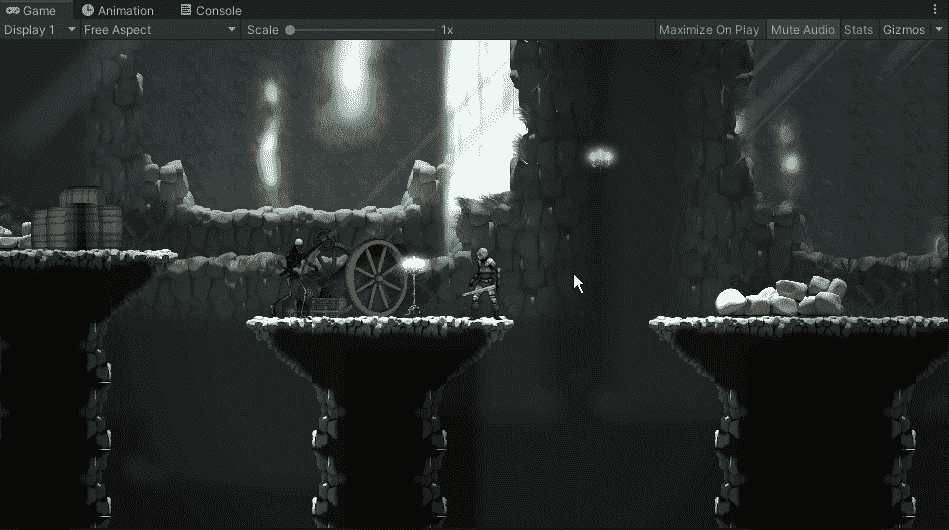 Game Animation Console
Display 1 Free Aspect Scale 1x Maximize On Play Mute Audio Stats Gizmos